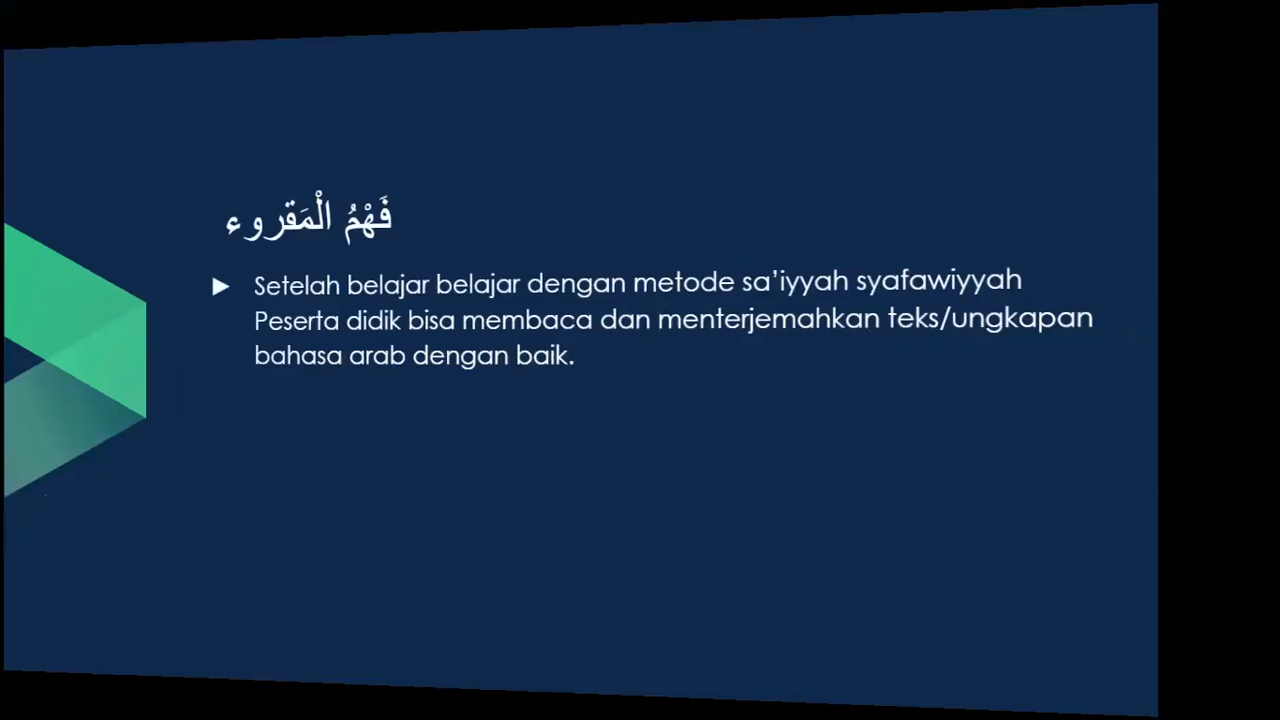 فَهْمُ الْمَقروء
Setelah belajar belajar dengan metode sa’iyyah syafawiyyah
Peserta didik bisa membaca dan menterjemahkan teks/ungkapan
bahasa arab dengan baik.